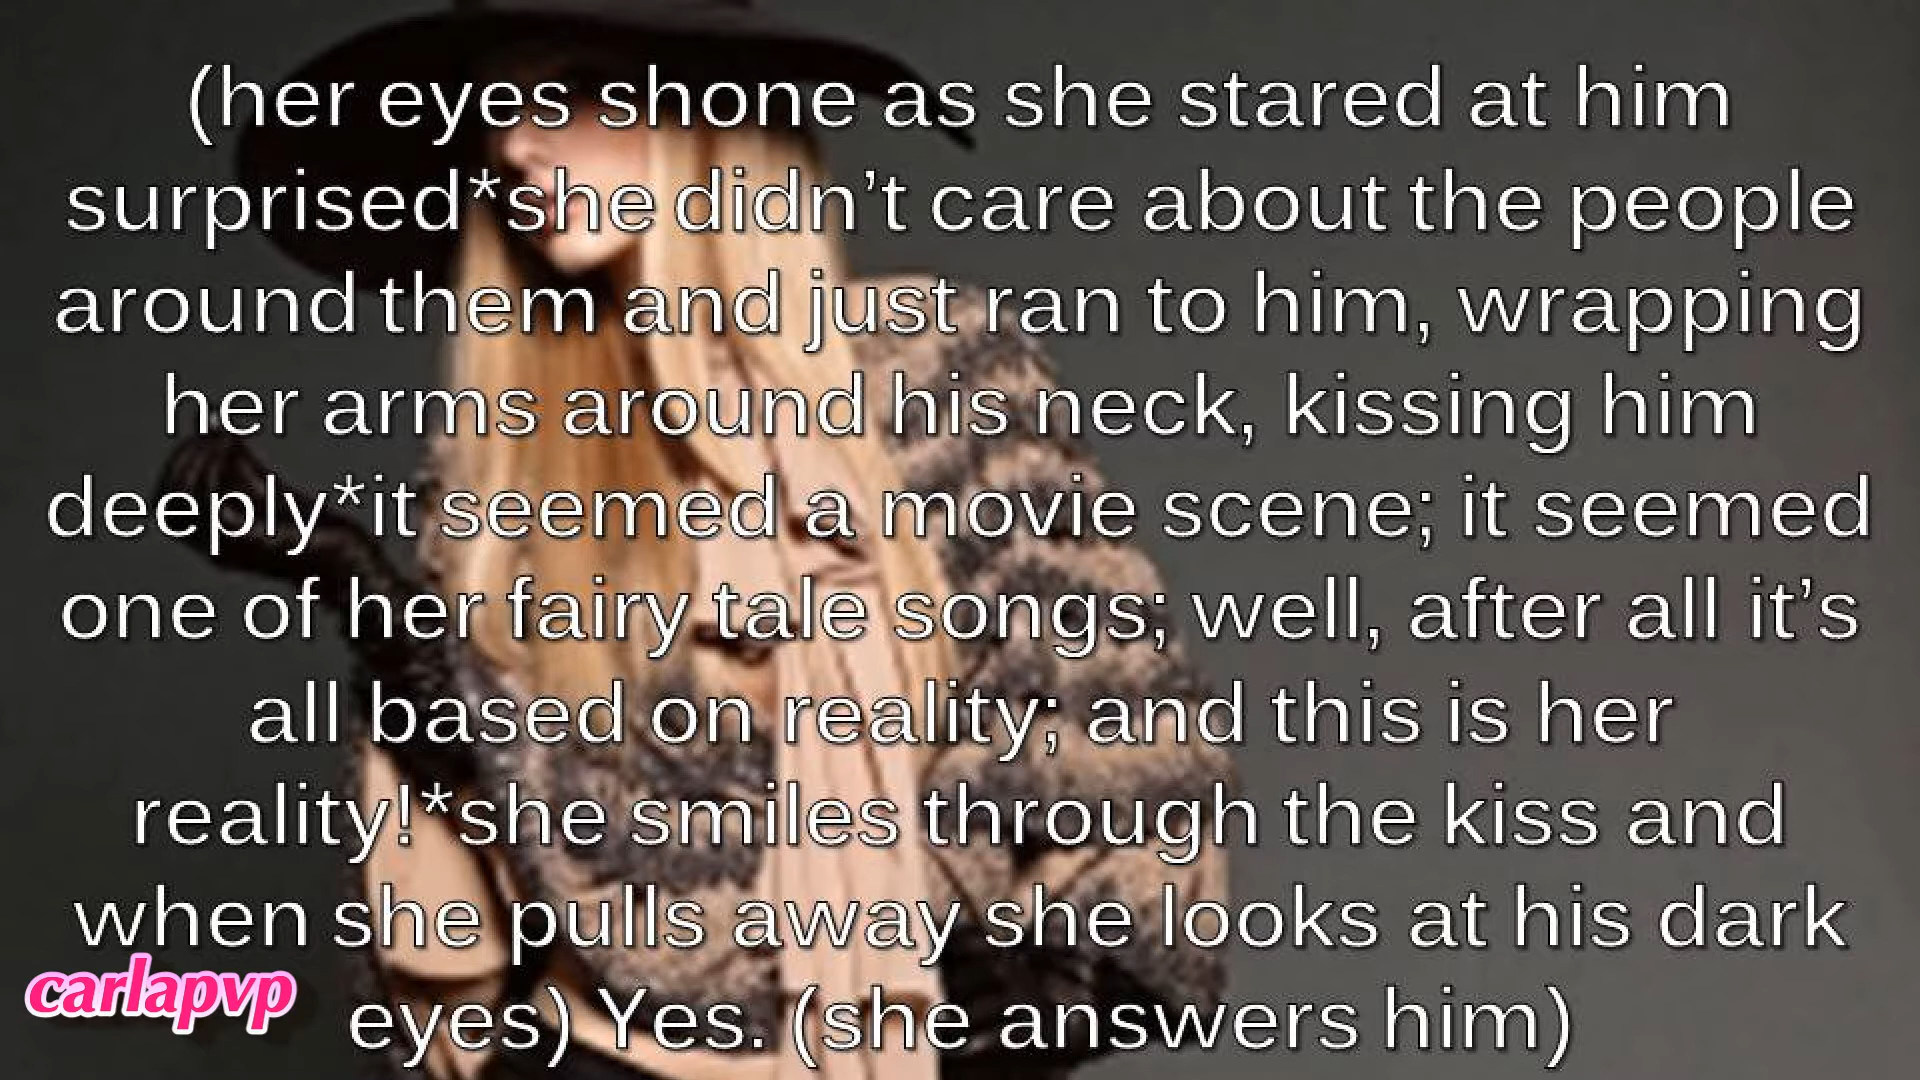 (her eyes shone as she stared at him
surprised*she didn’t care about the people
around them and just ran to him, wrapping
her arms around his neck, kissing him
deeply*it seemed a movie scene; it seemed
one of her fairy tale songs; well, after all it’s
all based on reality; and this is her
reality!*she smiles through the kiss and
when she pulls away she looks at his dark
eyes) Yes. (she answers him)
carlapvp